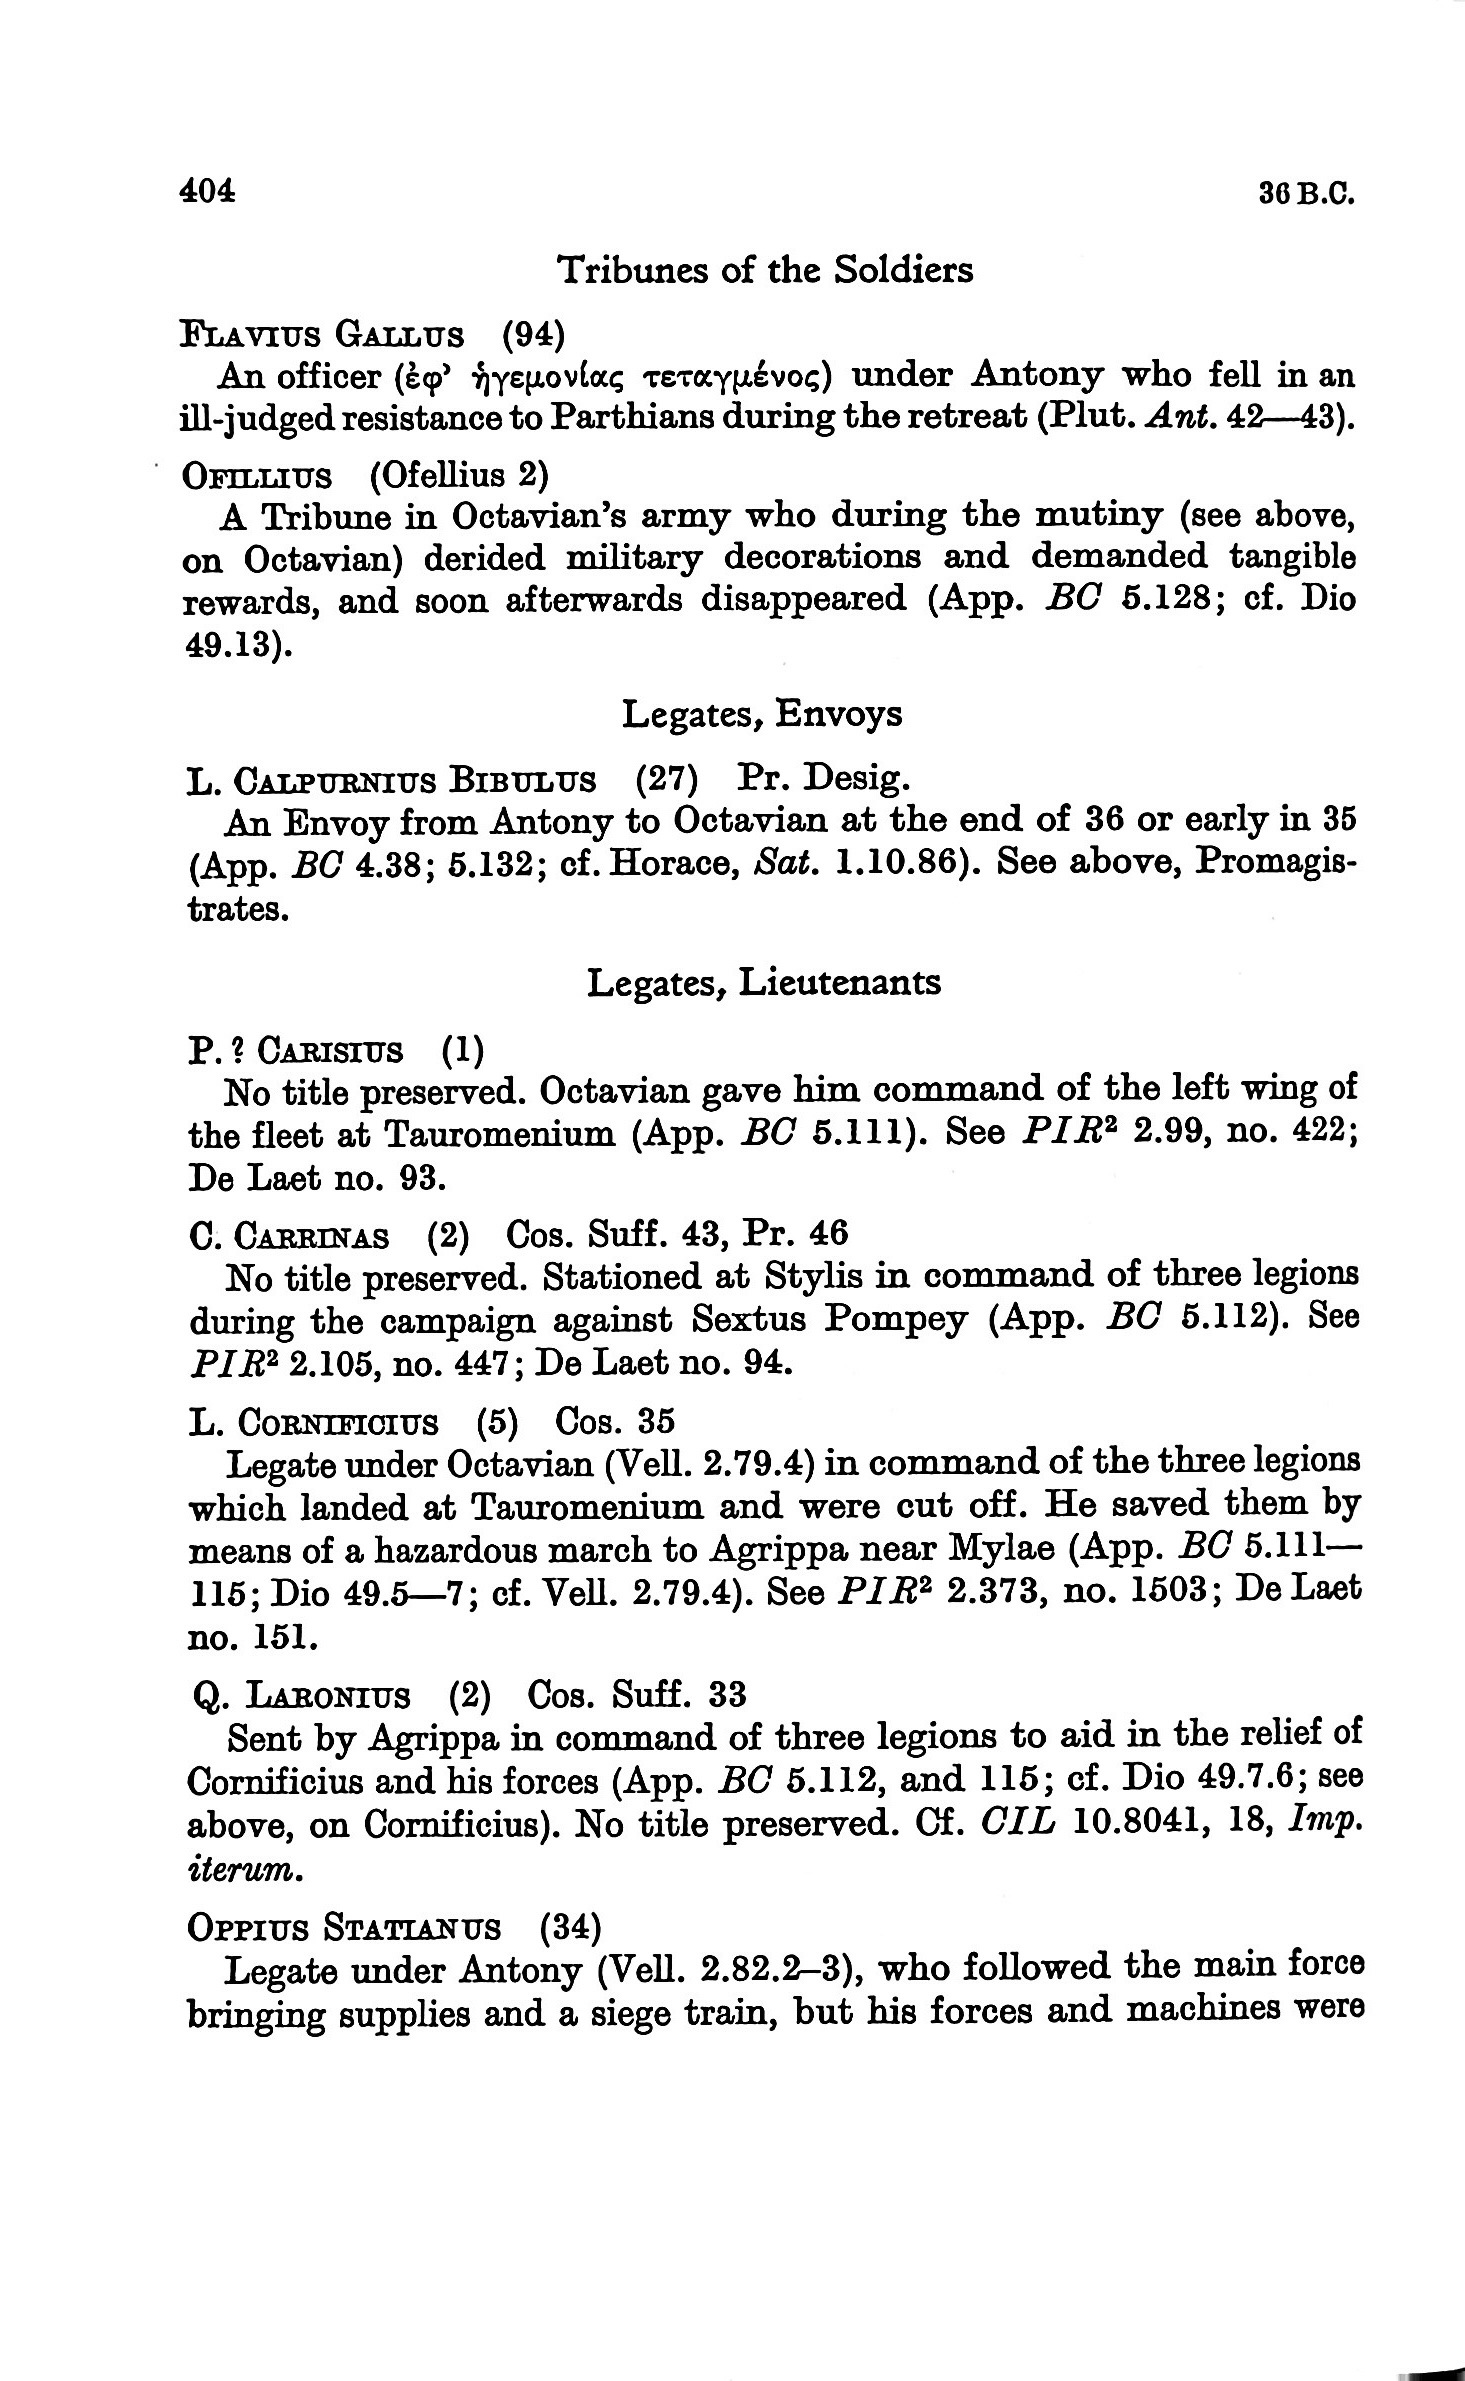 404 36 B.C.
Tribunes of the Soldiers
FLAVIUS GALLUS (94)
An officer (ἐφ’ ἡγεμονίας τεταγμένος) under Antony who fell in an
ill-judged resistance to Parthians during the retreat (Plut. Ant. 42—43).
OFILLIUS (Ofellius 2)
A Tribune in Octavian’s army who during the mutiny (see above,
on Octavian) derided military decorations and demanded tangible
rewards, and soon afterwards disappeared (App. BC 5.128; cf. Dio
49.13).
Legates, Envoys
L. CALPURNIUS BIBULUS (27) Pr. Desig.
An Envoy from Antony to Octavian at the end of 36 or early in 35
(App. BC 4.38; 5.132; cf. Horace, Sat. 1.10.86). See above, Promagis-
trates.
Legates, Lieutenants
P. ? CARISIUS (1)
No title preserved. Octavian gave him command of the left wing of
the fleet at Tauromenium (App. BC 5.111). See PIR² 2.99, no. 422;
De Laet no. 93.
C. CARRINAS (2) Cos. Suff. 43, Pr. 46
No title preserved. Stationed at Stylis in command of three legions
during the campaign against Sextus Pompey (App. BC 5.112). See
PIR² 2.105, no. 447; De Laet no. 94.
L. CORNIFICIUS (5) Cos. 35
Legate under Octavian (Vell. 2.79.4) in command of the three legions
which landed at Tauromenium and were cut off. He saved them by
means of a hazardous march to Agrippa near Mylae (App. BC 5.111—
115; Dio 49.5—7; cf. Vell. 2.79.4). See PIR² 2.373, no. 1503; De Laet
no. 151.
Q. LARONIUS (2) Cos. Suff. 33
Sent by Agrippa in command of three legions to aid in the relief of
Cornificius and his forces (App. BC 5.112, and 115; cf. Dio 49.7.6; see
above, on Cornificius). No title preserved. Cf. CIL 10.8041, 18, Imp.
iterum.
OPPIUS STATIANUS (34)
Legate under Antony (Vell. 2.82.2–3), who followed the main force
bringing supplies and a siege train, but his forces and machines were